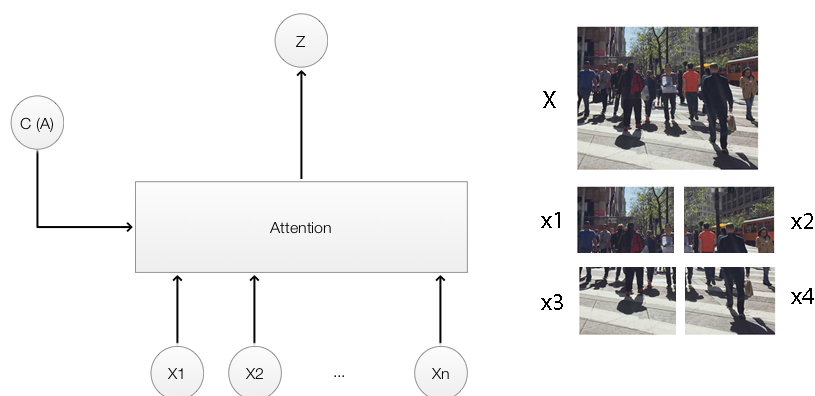 Z
C (A)
Attention
X1
X2
...
Xn
X
x1
x2
x3
x4